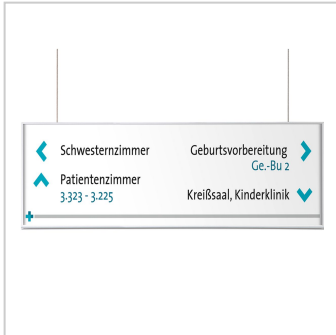 Schwesternzimmer
Patientenzimmer
3.323 - 3.225
Geburtsvorbereitung
Ge.-Bu 2
Kreißsaal, Kinderklinik